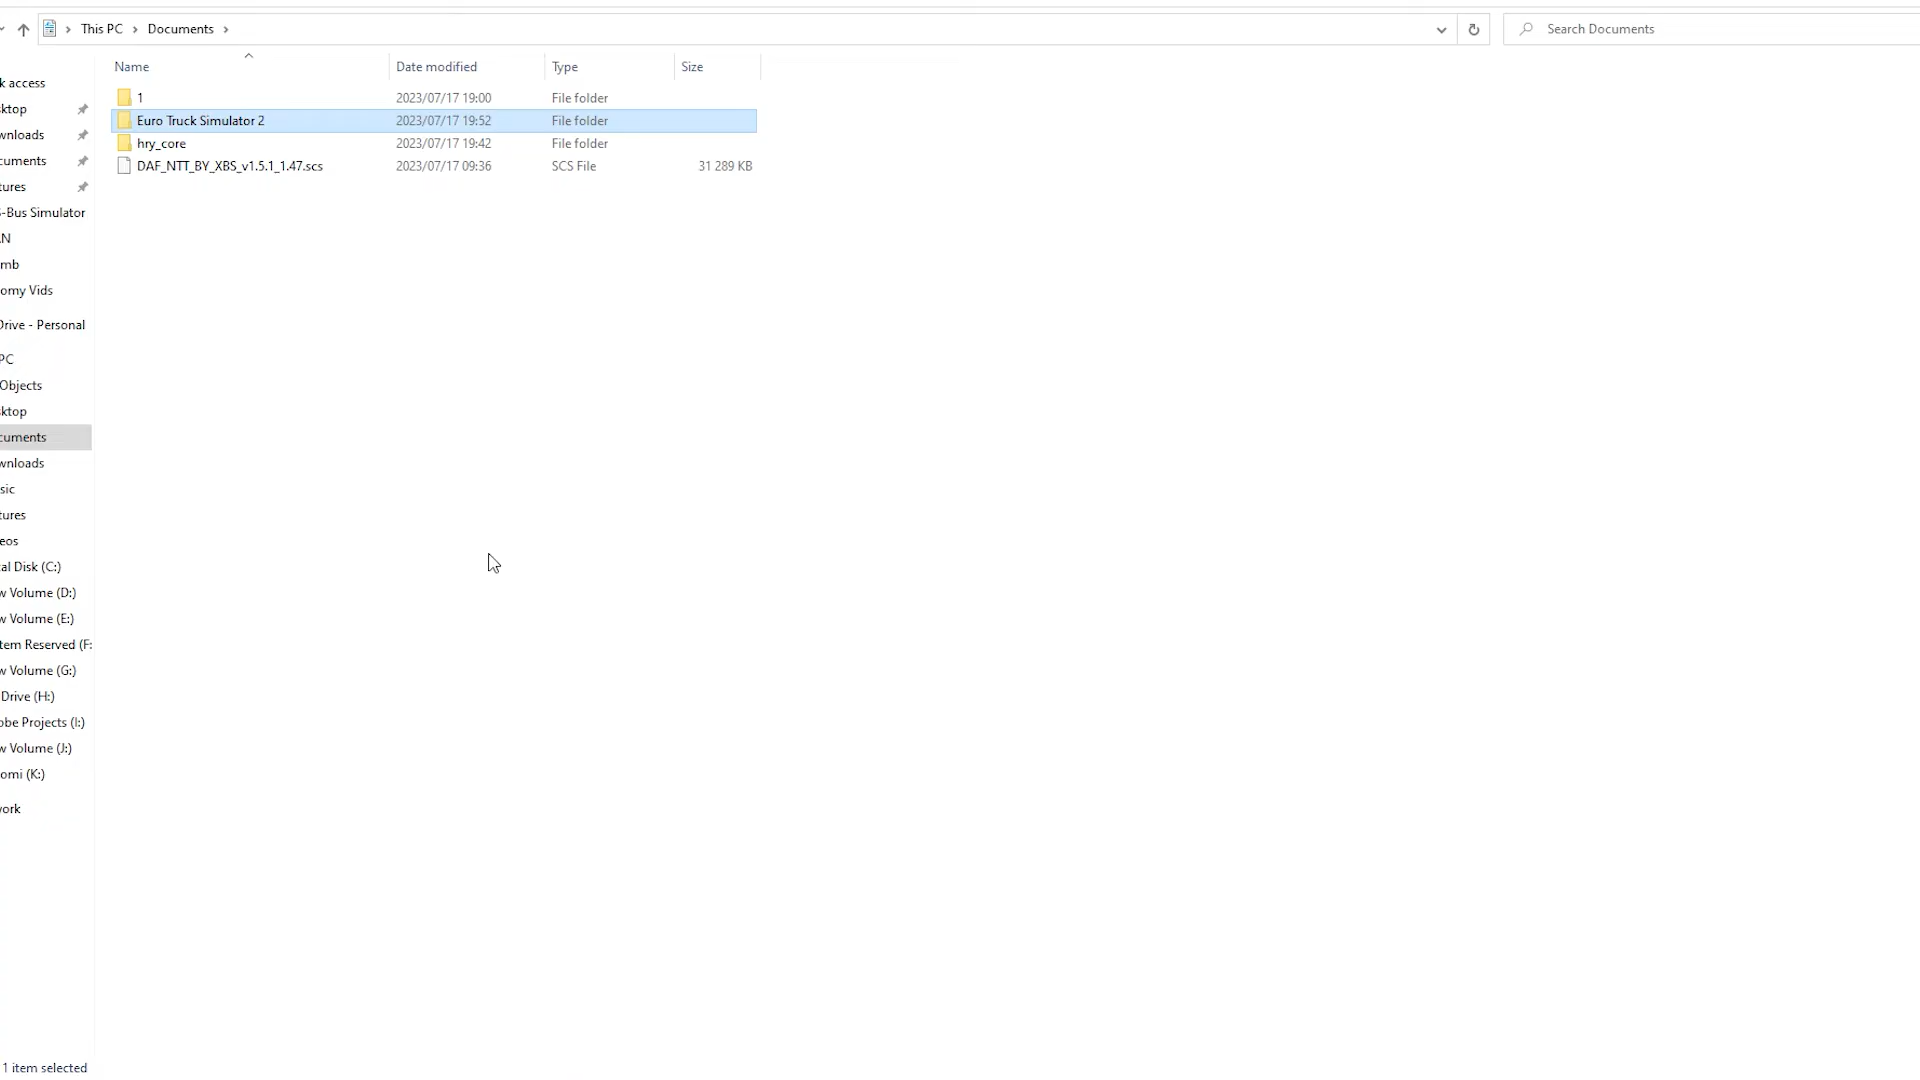 This PC > Documents >
Search Documents
Name
Date modified
Type
Size
1
2023/07/17 19:00
File folder
Euro Truck Simulator 2
2023/07/17 19:52
File folder
hry_core
2023/07/17 19:42
File folder
DAF_NTT_BY_XBS_v1.5.1_1.47.scs
2023/07/17 09:36
SCS File
31 289 KB
k access
ktop
wnloads
cuments
tures
-Bus Simulator
N
mb
omy Vids
Drive - Personal
PC
Objects
ktop
cuments
wnloads
sic
tures
eos
al Disk (C:)
w Volume (D:)
w Volume (E:)
tem Reserved (F:
w Volume (G:)
Drive (H:)
obe Projects (I:)
w Volume (J:)
omi (K:)
work
1 item selected